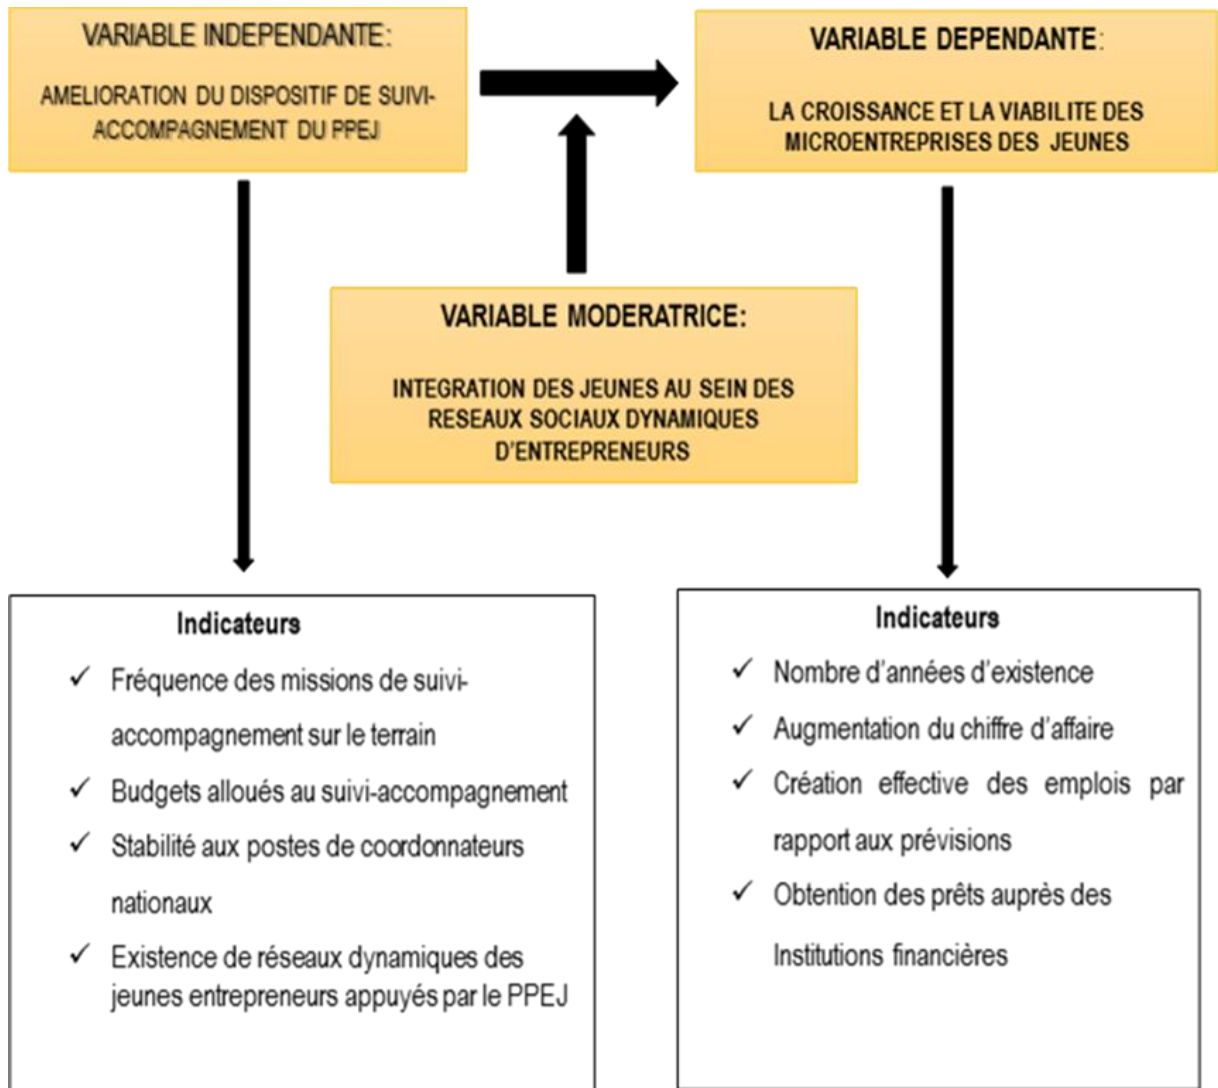 VARIABLE INDEPENDANTE:
AMELIORATION DU DISPOSITIF DE SUIVI-
ACCOMPAGNEMENT DU PPEJ
VARIABLE DEPENDANTE:
LA CROISSANCE ET LA VIABILITE DES
MICROENTREPRISES DES JEUNES
VARIABLE MODERATRICE:
INTEGRATION DES JEUNES AU SEIN DES
RESEAUX SOCIAUX DYNAMIQUES
D'ENTREPRENEURS
Indicateurs
✓ Fréquence des missions de suivi-
accompagnement sur le terrain
✓ Budgets alloués au suivi-accompagnement
✓ Stabilité aux postes de coordonnateurs
nationaux
✓ Existence de réseaux dynamiques des
jeunes entrepreneurs appuyés par le PPEJ
Indicateurs
✓ Nombre d'années d'existence
✓ Augmentation du chiffre d'affaire
✓ Création effective des emplois par
rapport aux prévisions
✓ Obtention des prêts auprès des
Institutions financières